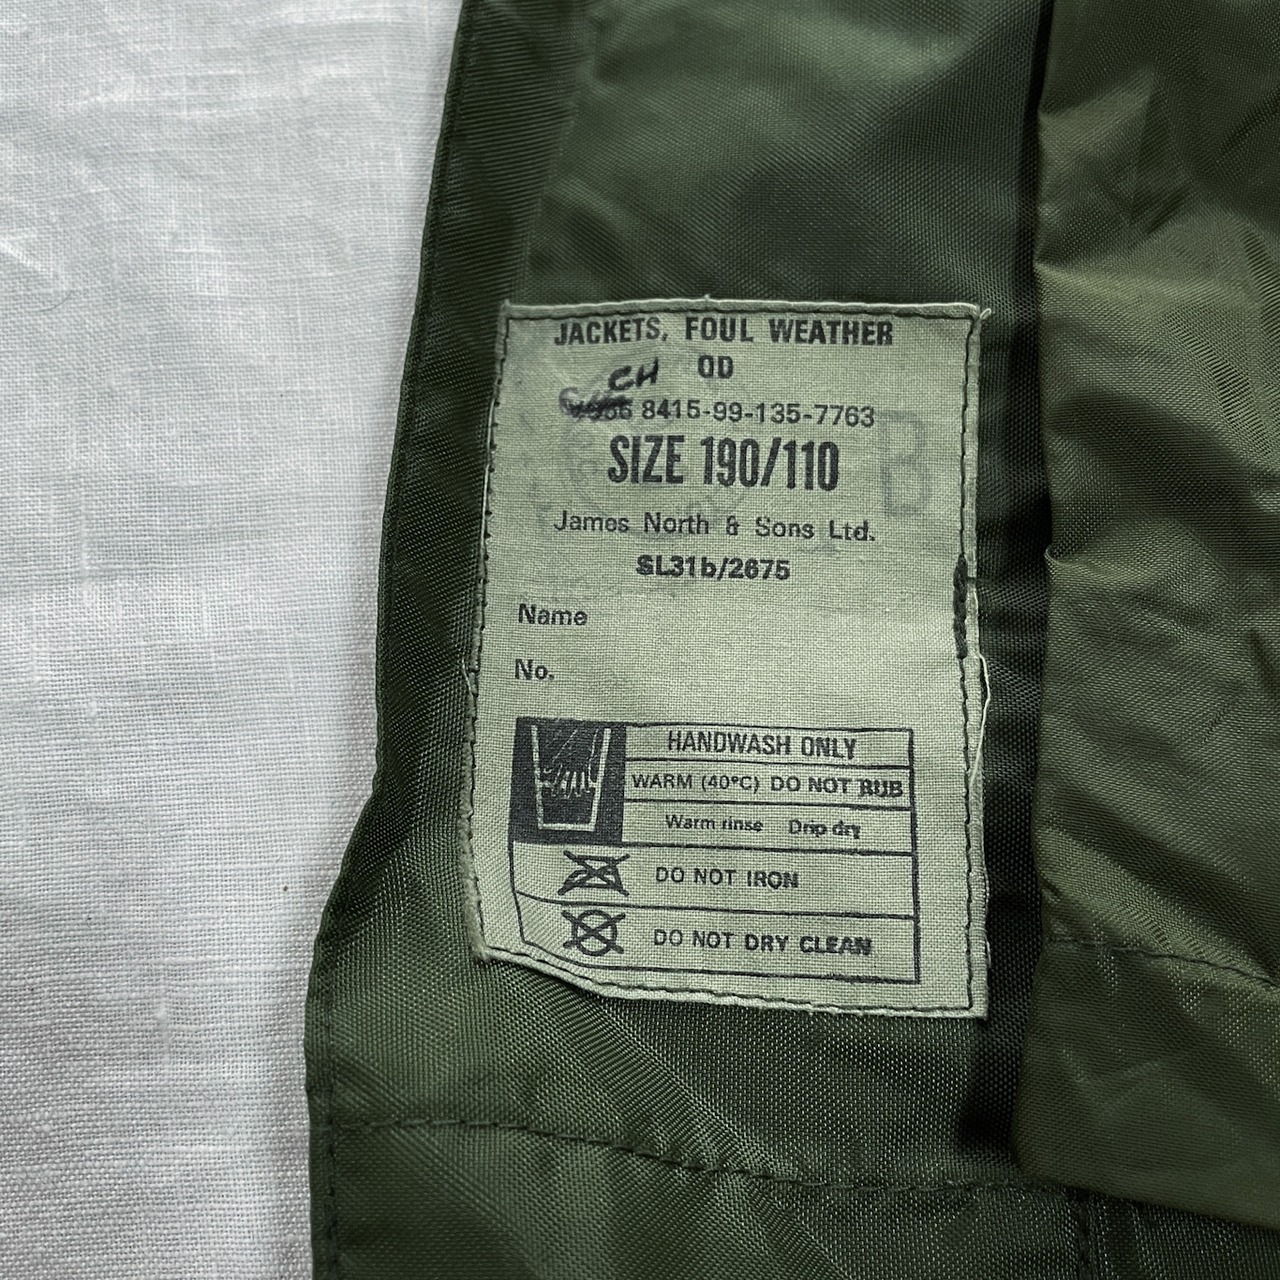 JACKETS, FOUL WEATHER
OD
CH
8415-99-135-7763
SIZE 190/110
B
James North & Sons Ltd.
SL31b/2675
Name
No.
HANDWASH ONLY
WARM (40°C) DO NOT RUB
Warm rinse Drip dry
DO NOT IRON
DO NOT DRY CLEAN